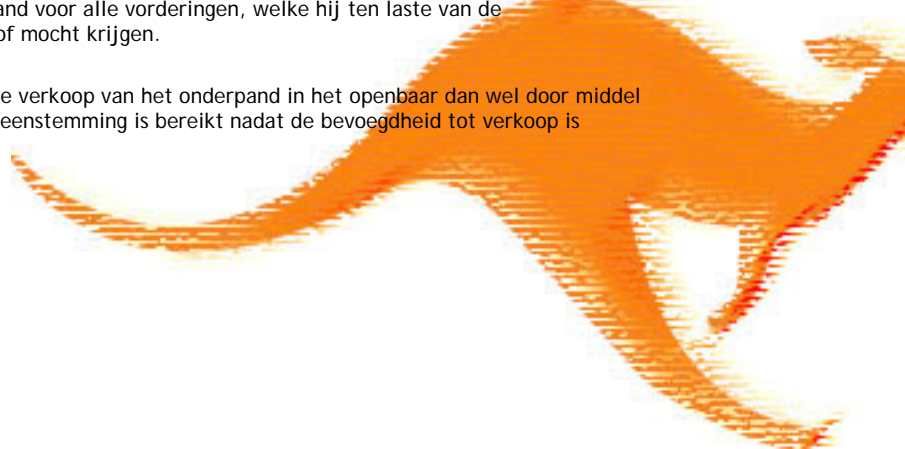 and voor alle vorderingen, welke hij ten laste van de
of mocht krijgen.
e verkoop van het onderpand in het openbaar dan wel door middel
eenstemming is bereikt nadat de bevoegdheid tot verkoop is